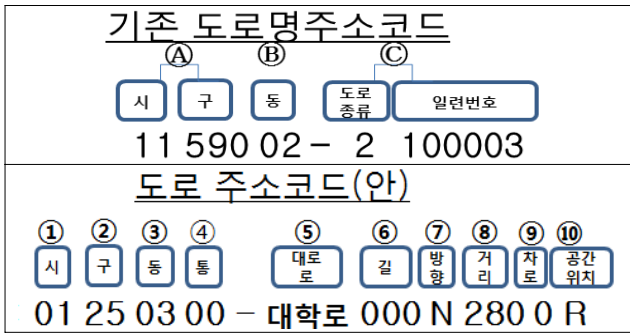 기존 도로명주소코드
Ⓐ Ⓑ Ⓒ
시 구 동 도로종류 일련번호
11 590 02 - 2 100003
도로 주소코드(안)
① ② ③ ④ ⑤ ⑥ ⑦ ⑧ ⑨ ⑩
시 구 동 통 대로로 길 방향 거리 차로 공간위치
01 25 03 00 - 대학로 000 N 280 0 R